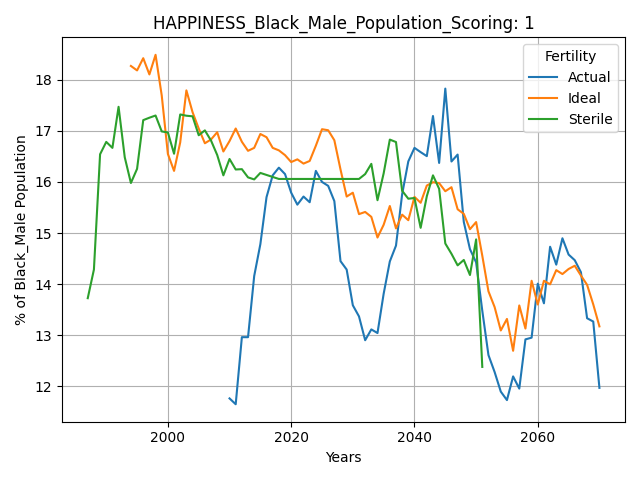 HAPPINESS_Black_Male_Population_Scoring: 1
Fertility
Actual
Ideal
Sterile
% of Black_Male Population
18
17
16
15
14
13
12
2000
2020
2040
2060
Years